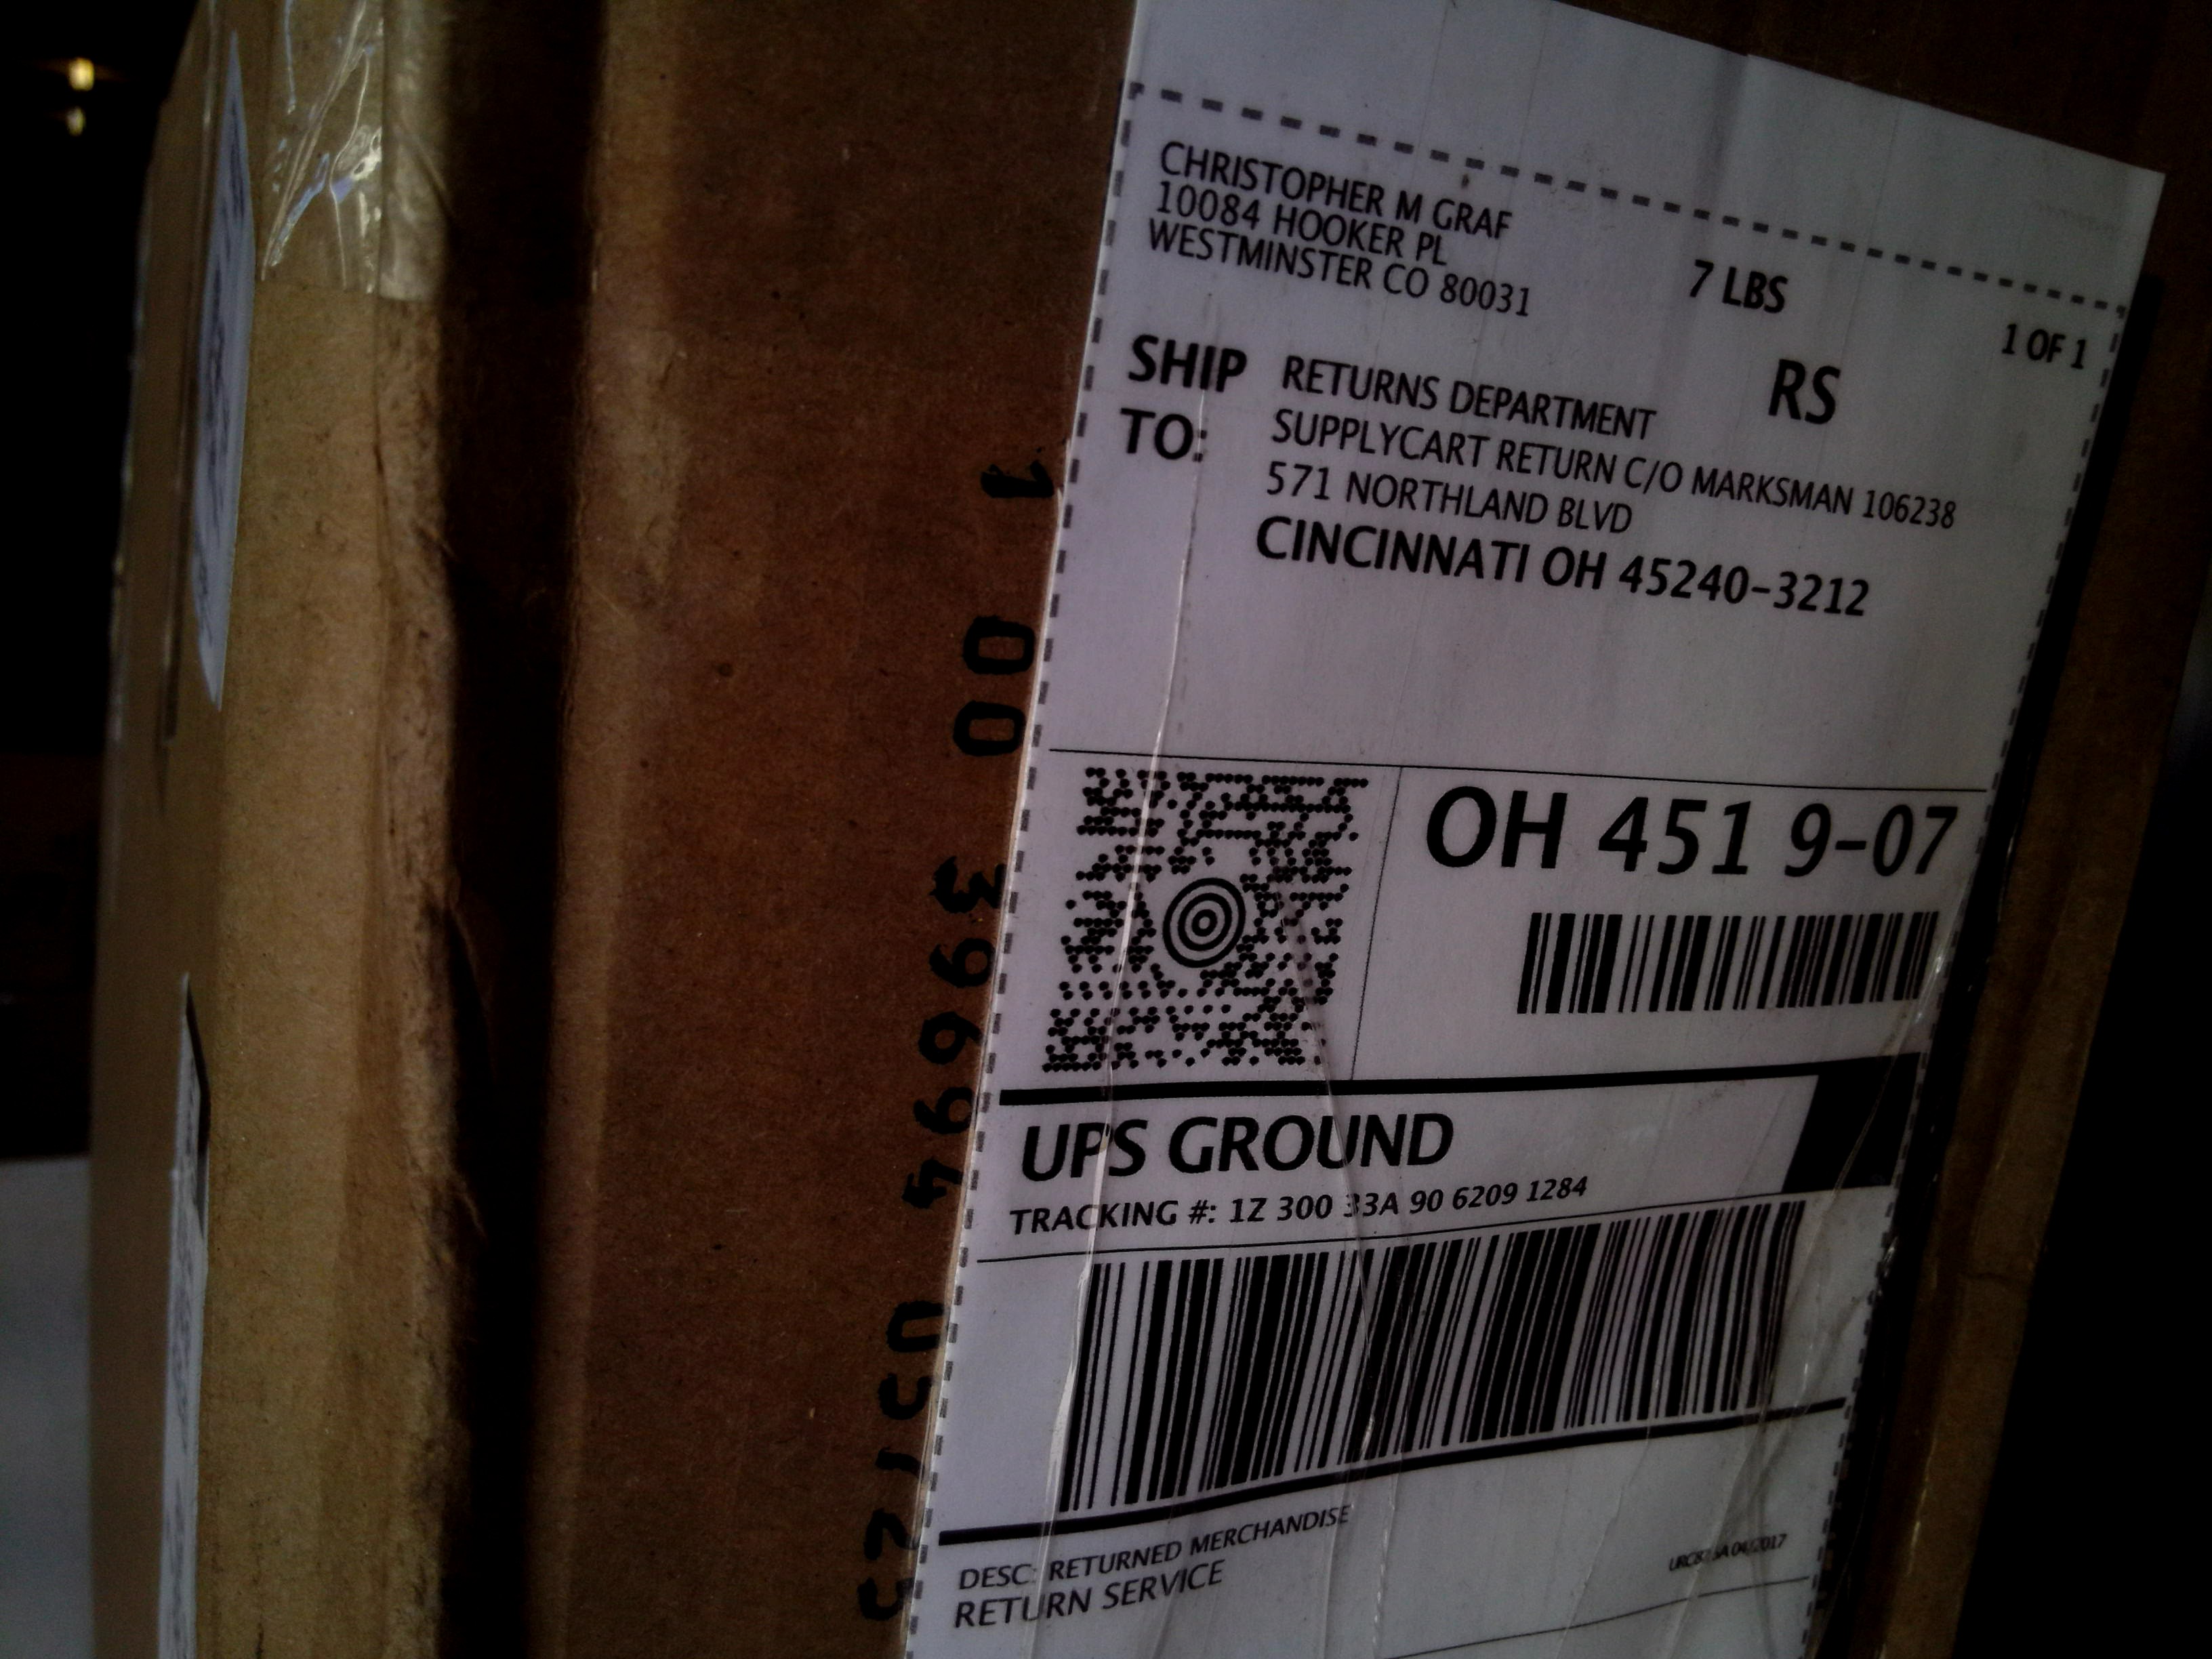 CHRISTOPHER M GRAF
10084 HOOKER PL
WESTMINSTER CO 80031
7 LBS
1 OF 1
RS
SHIP TO:
RETURNS DEPARTMENT
SUPPLYCART RETURN C/O MARKSMAN 106238
571 NORTHLAND BLVD
CINCINNATI OH 45240-3212
OH 451 9-07
UPS GROUND
TRACKING #: 1Z 300 33A 90 6209 1284
DESC: RETURNED MERCHANDISE
RETURN SERVICE
1 00 39694